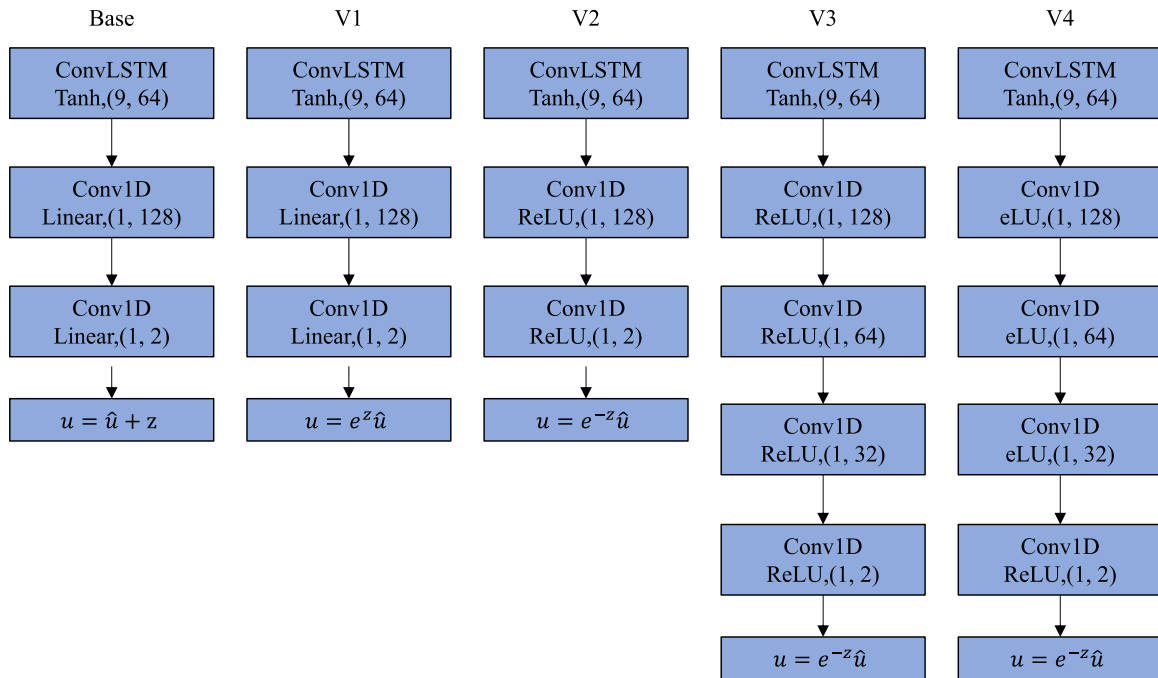 Base
ConvLSTM
Tanh,(9, 64)
Conv1D
Linear,(1, 128)
Conv1D
Linear,(1, 2)
u = û + z
V1
ConvLSTM
Tanh,(9, 64)
Conv1D
Linear,(1, 128)
Conv1D
Linear,(1, 2)
u = e^z û
V2
ConvLSTM
Tanh,(9, 64)
Conv1D
ReLU,(1, 128)
Conv1D
ReLU,(1, 2)
u = e^−z û
V3
ConvLSTM
Tanh,(9, 64)
Conv1D
ReLU,(1, 128)
Conv1D
ReLU,(1, 64)
Conv1D
ReLU,(1, 32)
Conv1D
ReLU,(1, 2)
u = e^−z û
V4
ConvLSTM
Tanh,(9, 64)
Conv1D
eLU,(1, 128)
Conv1D
eLU,(1, 64)
Conv1D
eLU,(1, 32)
Conv1D
ReLU,(1, 2)
u = e^−z û